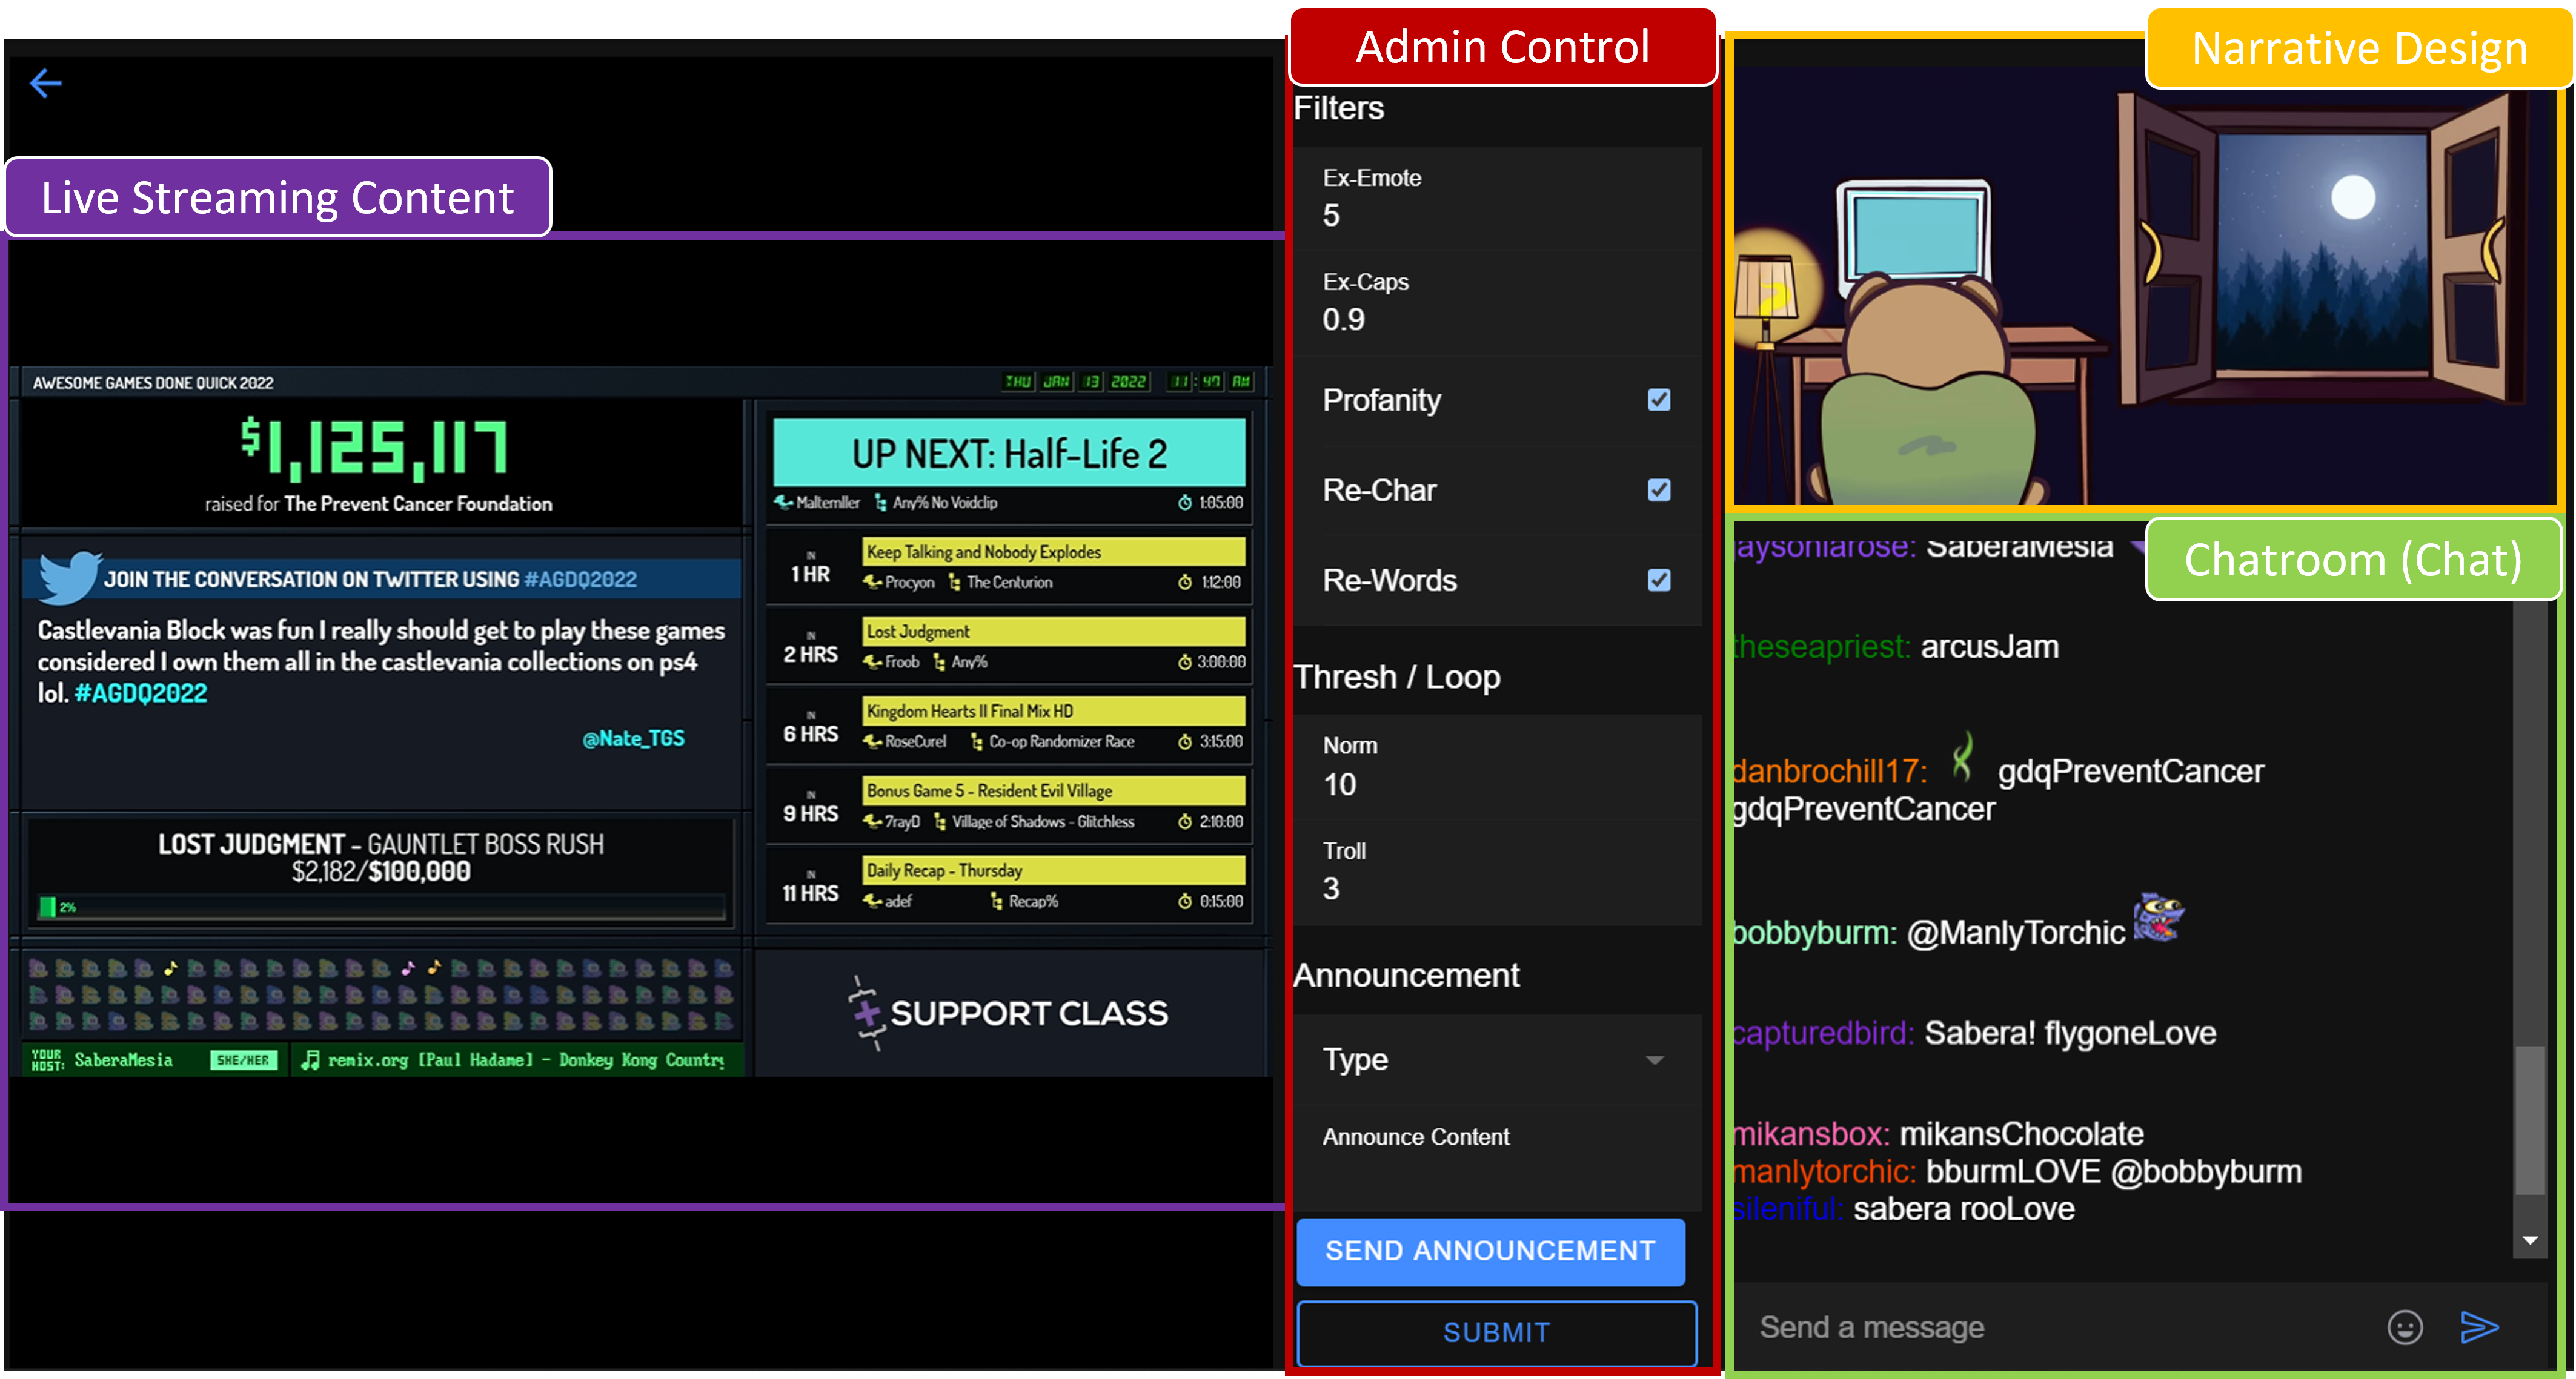 Live Streaming Content
AWESOME GAMES DONE QUICK 2022
THU JAN 13 2022 11:47 AM
$1,125,117
raised for The Prevent Cancer Foundation
JOIN THE CONVERSATION ON TWITTER USING #AGDQ2022
Castlevania Block was fun I really should get to play these games
considered I own them all in the castlevania collections on ps4
lol. #AGDQ2022
@Nate_TGS
LOST JUDGMENT - GAUNTLET BOSS RUSH
$2,182/$100,000
2%
YOUR HOST: SaberaMesia SHE/HER remix.org [Paul Hadame] - Donkey Kong Country
UP NEXT: Half-Life 2
Maltemller Any% No Voidclip 1:05:00
IN 1 HR
Keep Talking and Nobody Explodes
Procyon The Centurion 1:12:00
IN 2 HRS
Lost Judgment
Froob Any% 3:00:00
IN 6 HRS
Kingdom Hearts II Final Mix HD
RoseCurel Co-op Randomizer Race 3:15:00
IN 9 HRS
Bonus Game 5 - Resident Evil Village
7rayD Village of Shadows - Glitchless 2:10:00
IN 11 HRS
Daily Recap - Thursday
adef Recap% 0:15:00
SUPPORT CLASS
Admin Control
Filters
Ex-Emote
5
Ex-Caps
0.9
Profanity
Re-Char
Re-Words
Thresh / Loop
Norm
10
Troll
3
Announcement
Type
Announce Content
SEND ANNOUNCEMENT
SUBMIT
Narrative Design
Chatroom (Chat)
jaysonlarose: SaberaMesia
theseapriest: arcusJam
danbrochill17: gdqPreventCancer
gdqPreventCancer
bobbyburm: @ManlyTorchic
capturedbird: Sabera! flygoneLove
mikansbox: mikansChocolate
manlytorchic: bburmLOVE @bobbyburm
sileniful: sabera rooLove
Send a message